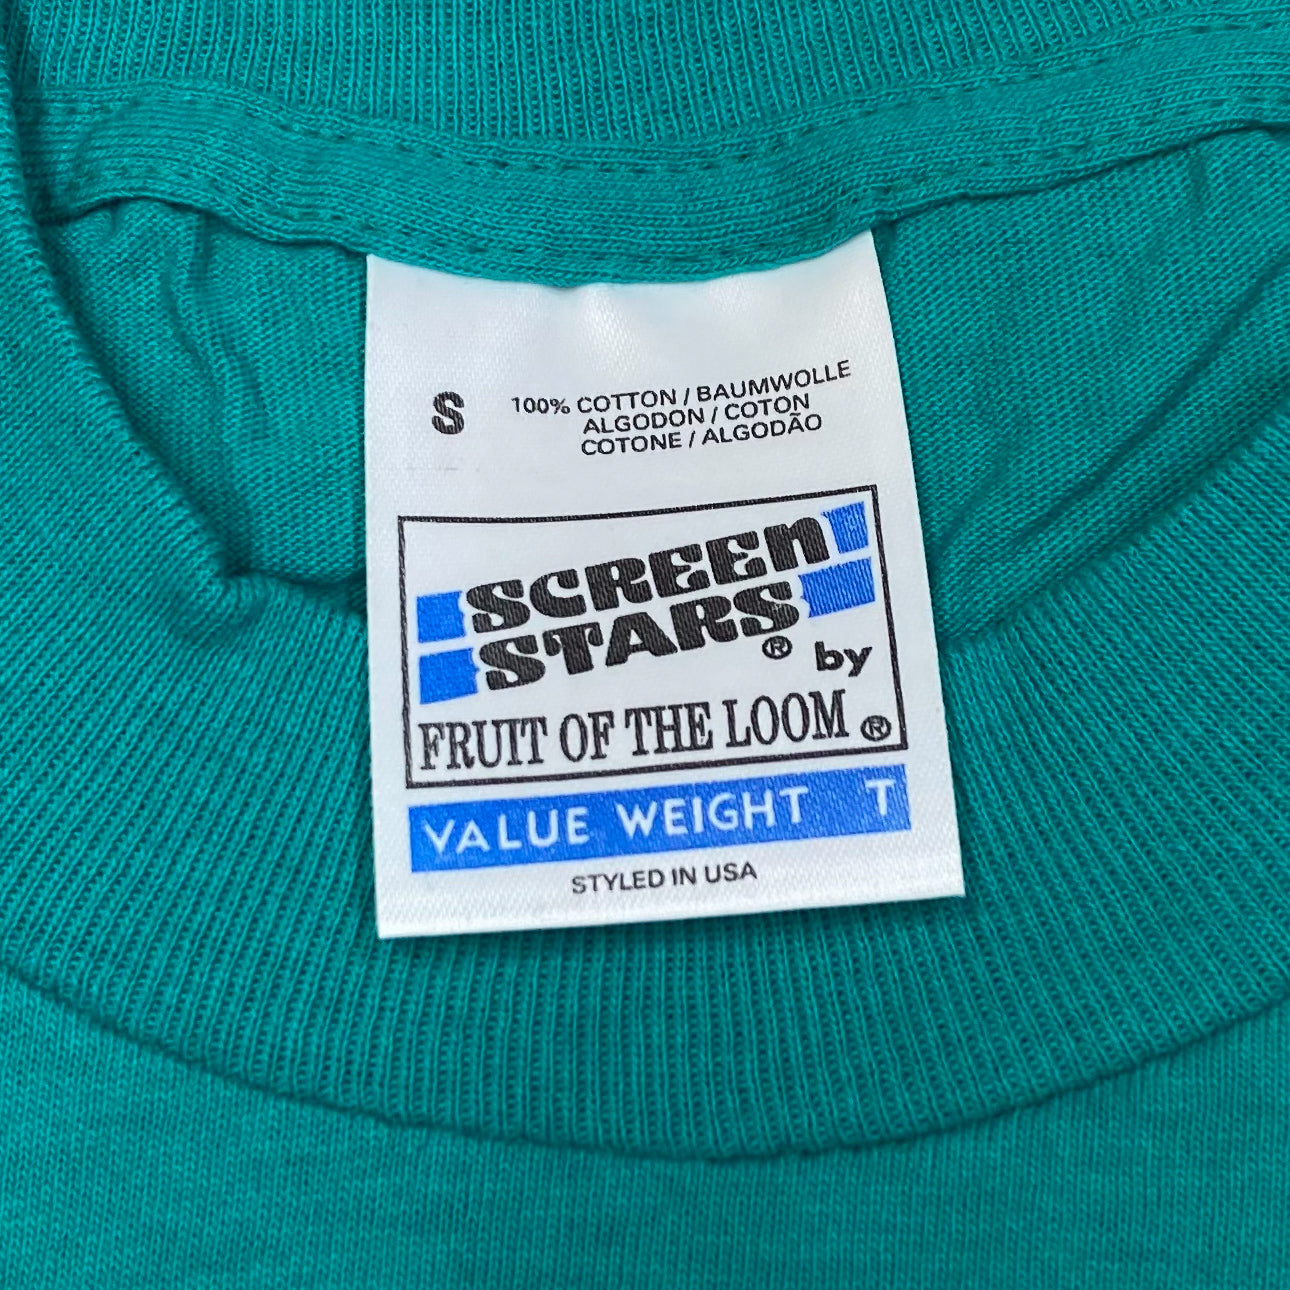 S 100% COTTON / BAUMWOLLE
ALGODON / COTON
COTONE / ALGODÃO
SCREEN
STARS® by
FRUIT OF THE LOOM®
VALUE WEIGHT T
STYLED IN USA